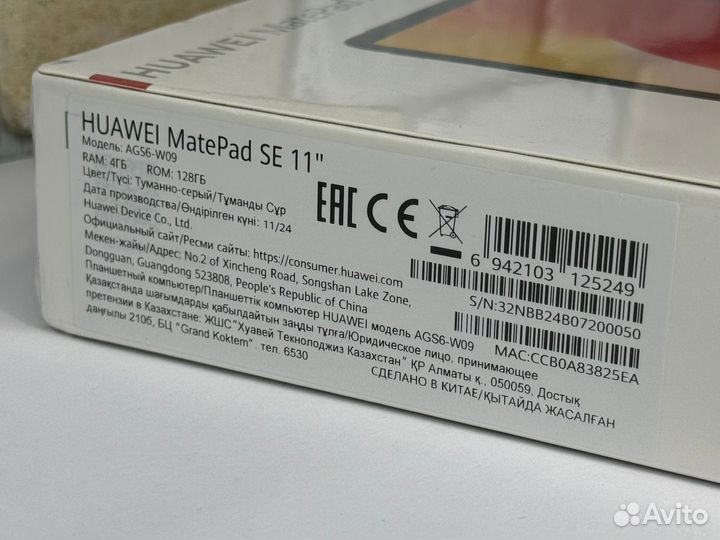 HUAWEI MatePad
HUAWEI MatePad SE 11"
Модель: AGS6-W09
RAM: 4ГБ ROM: 128ГБ
Цвет/Түсі: Туманно-серый/Тұманды Сұр
Дата производства/Өндірілген күні: 11/24
Huawei Device Co., Ltd.
Официальный сайт/Ресми сайты: https://consumer.huawei.com
Мекен-жайы/Адрес: No.2 of Xincheng Road, Songshan Lake Zone,
Dongguan, Guangdong 523808, People's Republic of China
Планшетный компьютер/Планшеттік компьютер HUAWEI модель AGS6-W09
Қазақстанда шағымдарды қабылдайтын заңды тұлға/Юридическое лицо, принимающее
претензии в Казахстане: ЖШС"Хуавей Текнолоджиз Казахстан" ҚР Алматы қ., 050059, Достық
даңғылы 210б, БЦ "Grand Koktem". тел. 6530
СДЕЛАНО В КИТАЕ/ҚЫТАЙДА ЖАСАЛҒАН
EAC CE
6 942103 125249
S/N:32NBB24B07200050
MAC:CCB0A83825EA
Avito